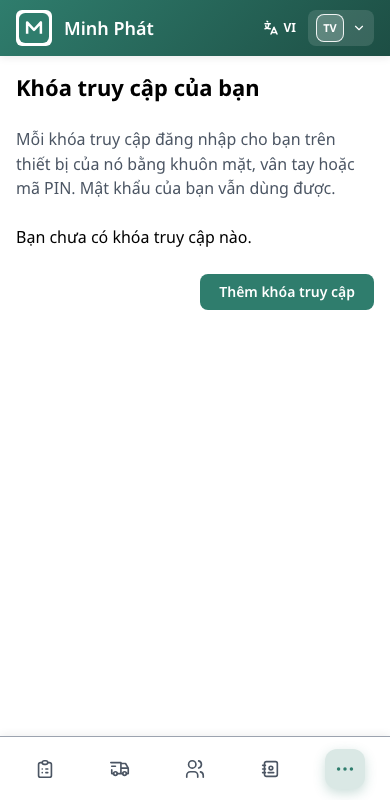 Minh Phát
VI
TV
Khóa truy cập của bạn
Mỗi khóa truy cập đăng nhập cho bạn trên
thiết bị của nó bằng khuôn mặt, vân tay hoặc
mã PIN. Mật khẩu của bạn vẫn dùng được.
Bạn chưa có khóa truy cập nào.
Thêm khóa truy cập